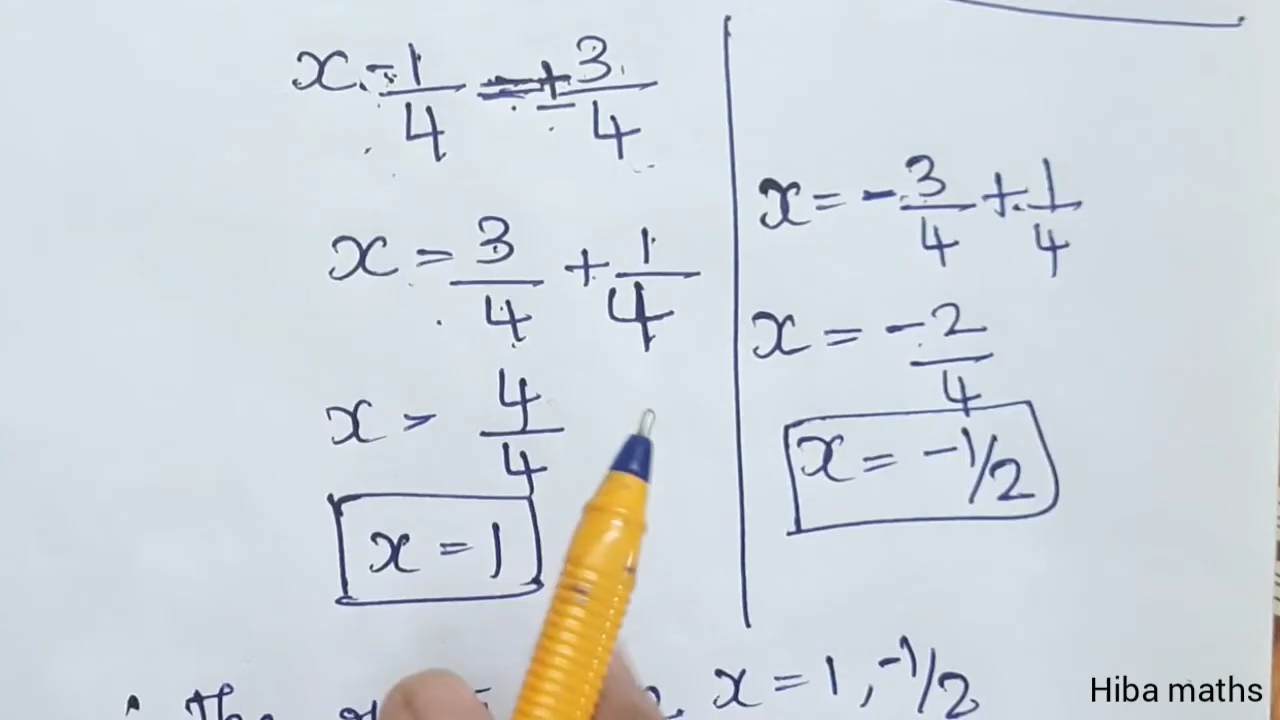 x - 1/4 = ± 3/4
x = 3/4 + 1/4
x = 4/4
x = 1
x = - 3/4 + 1/4
x = - 2/4
x = -1/2
∴ The x = 1, -1/2
Hiba maths